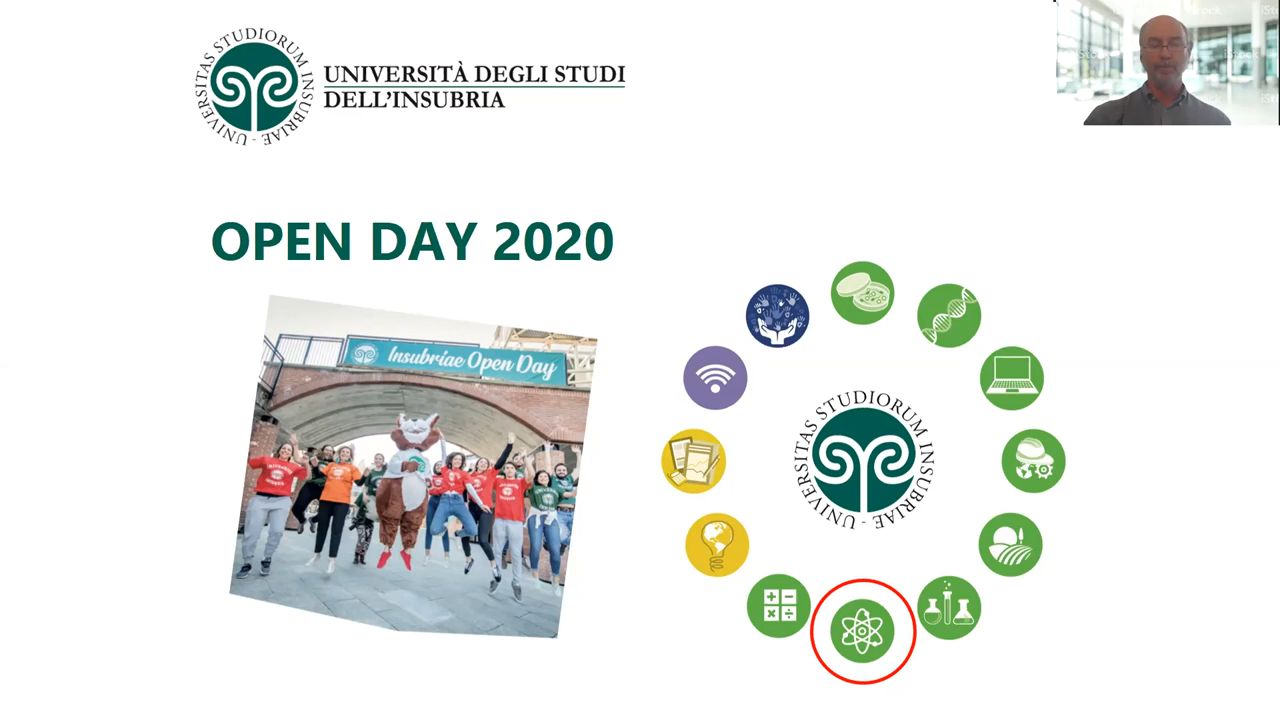 UNIVERSITAS STUDIORUM INSUBRIAE -
UNIVERSITÀ DEGLI STUDI
DELL'INSUBRIA
OPEN DAY 2020
Insubriae Open Day
UNIVERSITAS STUDIORUM INSUBRIAE -